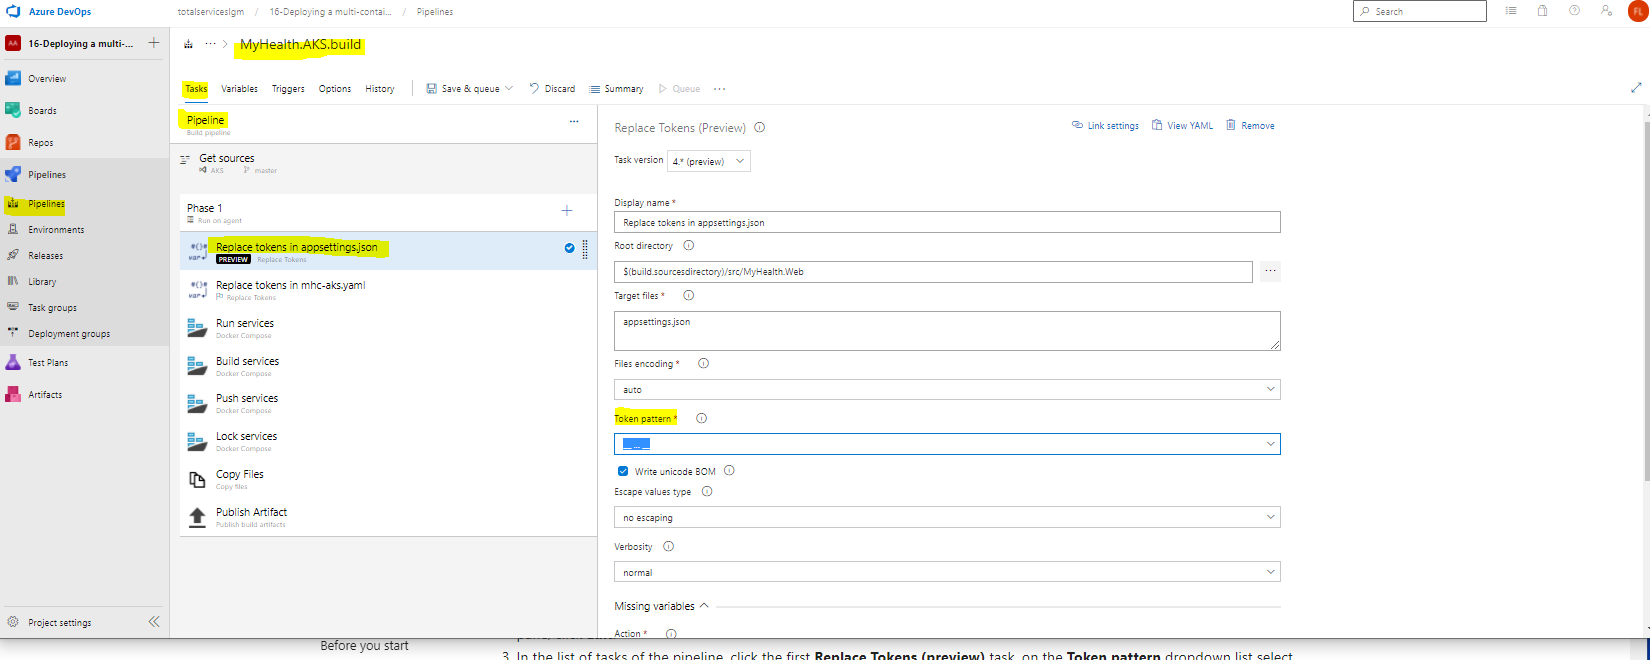 Azure DevOps
totalserviceslgm / 16-Deploying a multi-contai... / Pipelines
Search
FL
AA 16-Deploying a multi-...
Overview
Boards
Repos
Pipelines
Pipelines
Environments
Releases
Library
Task groups
Deployment groups
Test Plans
Artifacts
Project settings
... > MyHealth.AKS.build
Tasks Variables Triggers Options History Save & queue Discard Summary Queue ...
Pipeline ...
Build pipeline
Get sources
AKS master
Phase 1
Run on agent
Replace tokens in appsettings.json
PREVIEW Replace Tokens
Replace tokens in mhc-aks.yaml
Replace Tokens
Run services
Docker Compose
Build services
Docker Compose
Push services
Docker Compose
Lock services
Docker Compose
Copy Files
Copy files
Publish Artifact
Publish build artifacts
Replace Tokens (Preview)
Link settings View YAML Remove
Task version 4.* (preview)
Display name *
Replace tokens in appsettings.json
Root directory
$(build.sourcesdirectory)/src/MyHealth.Web
...
Target files *
appsettings.json
Files encoding *
auto
Token pattern *
__ ... __
Write unicode BOM
Escape values type
no escaping
Verbosity
normal
Missing variables
Action *
Before you start
3. In the list of tasks of the pipeline, click the first Replace Tokens (preview) task, on the Token pattern dropdown list select